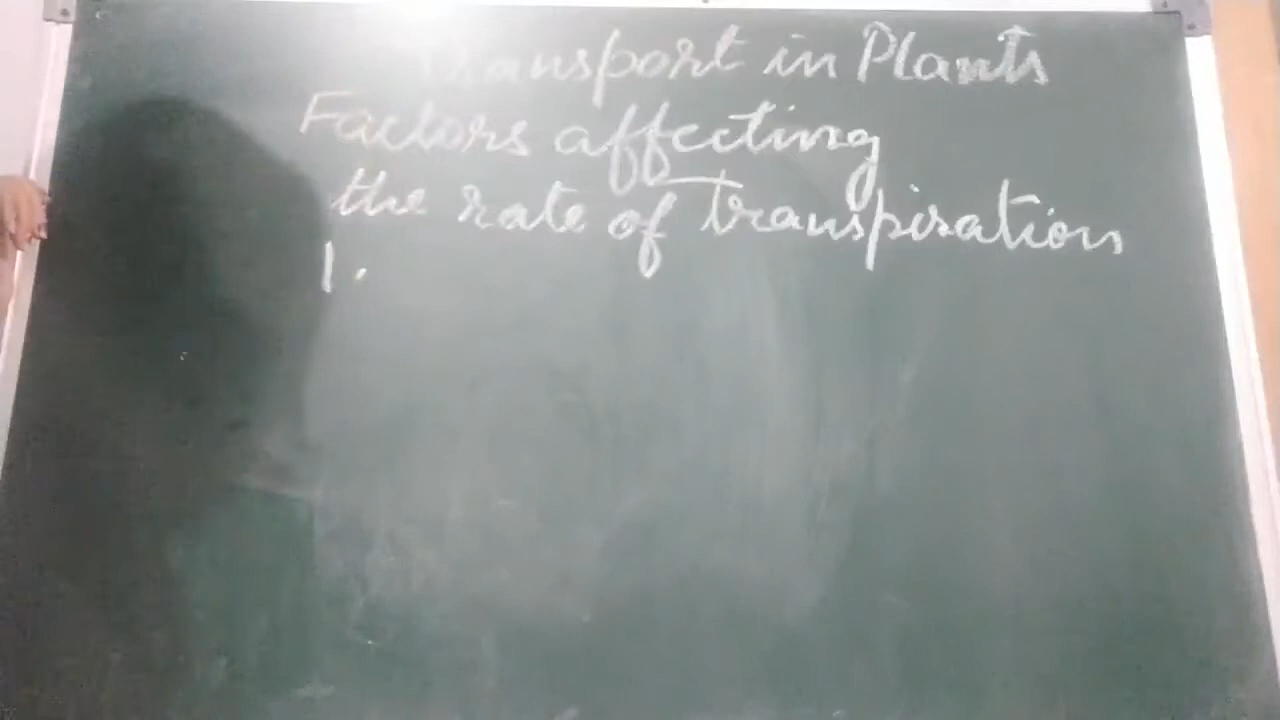 Transport in Plants
Factors affecting
the rate of transpiration
1.